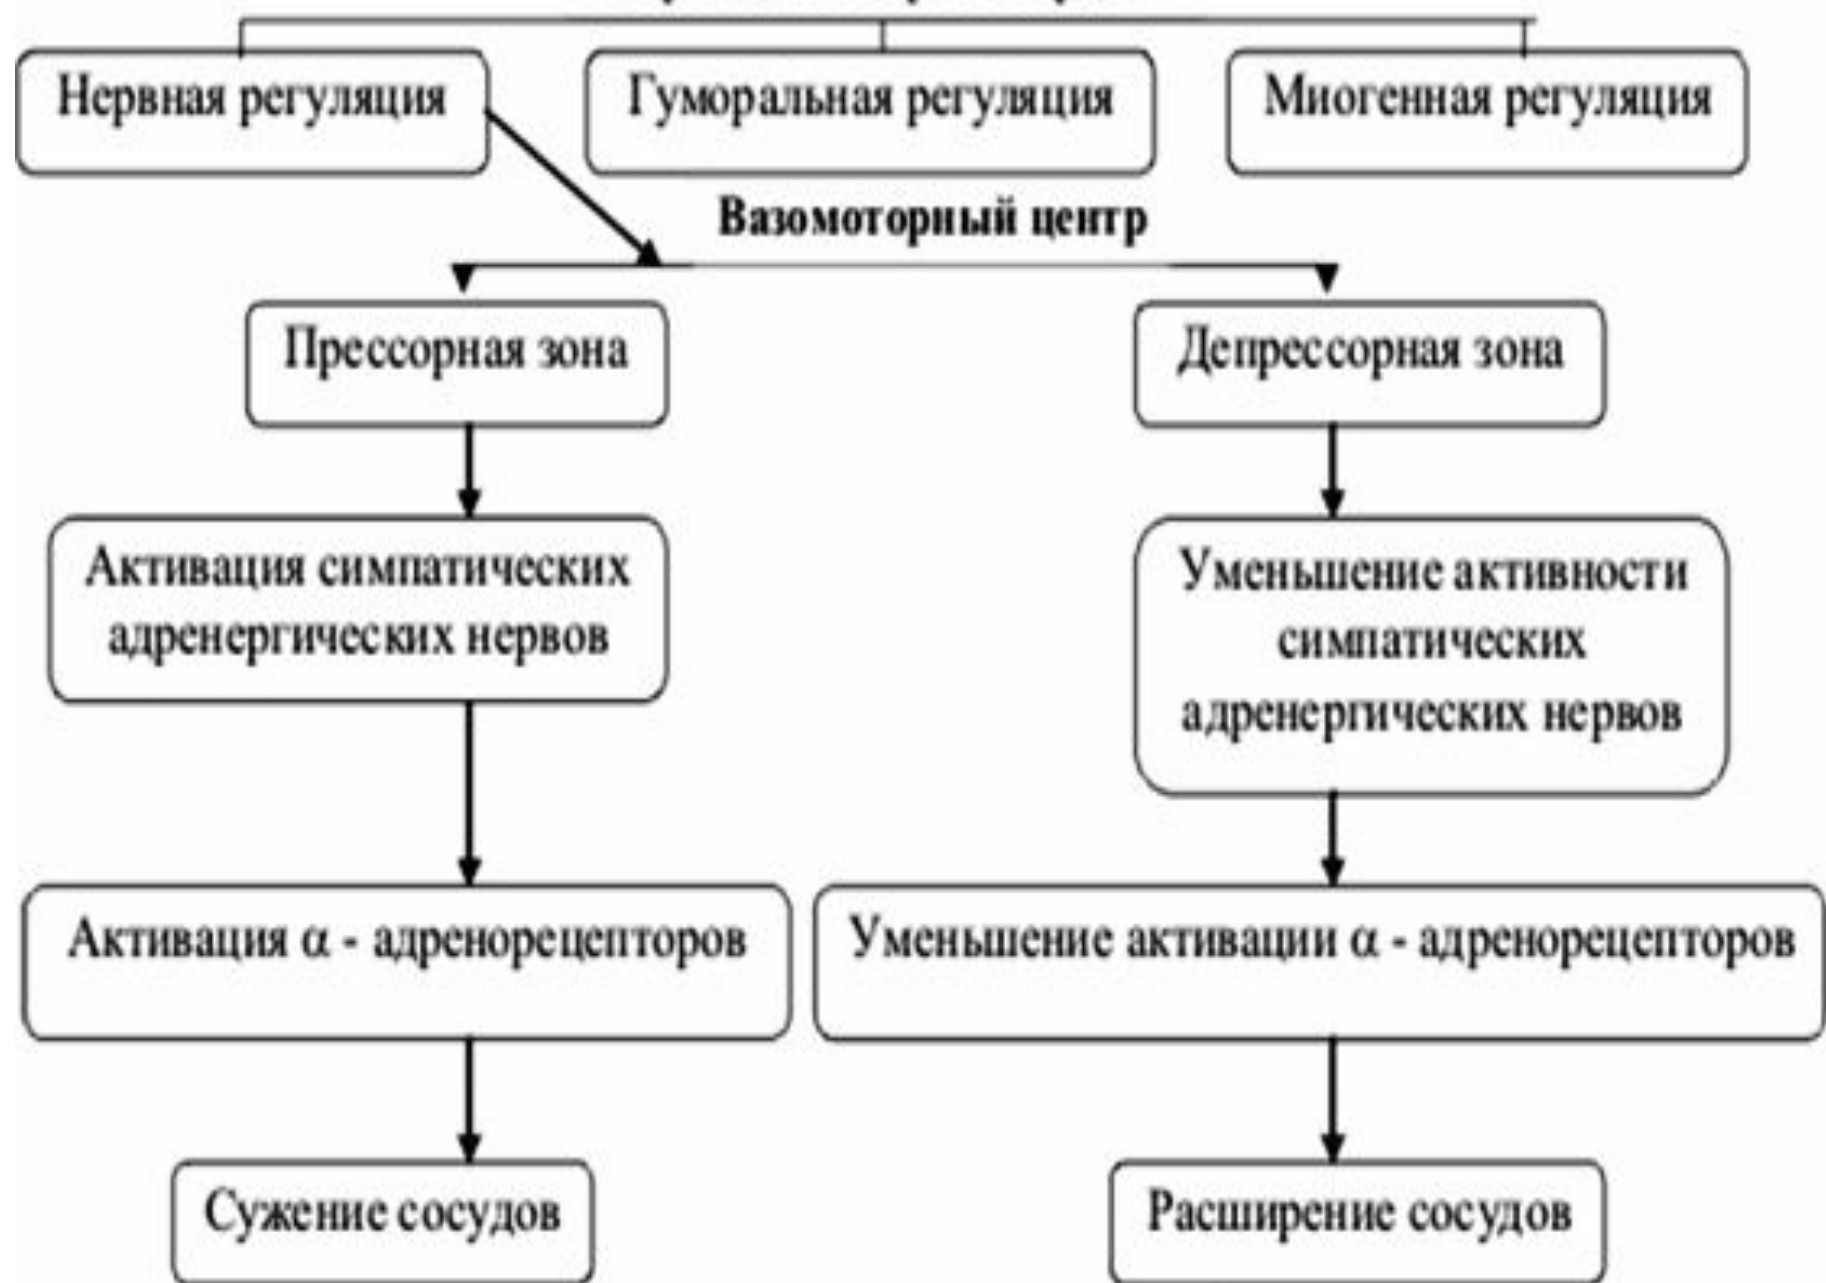 Нервная регуляция
Гуморальная регуляция
Миогенная регуляция
Вазомоторный центр
Прессорная зона
Депрессорная зона
Активация симпатических
адренергических нервов
Уменьшение активности
симпатических
адренергических нервов
Активация α - адренорецепторов
Уменьшение активации α - адренорецепторов
Сужение сосудов
Расширение сосудов